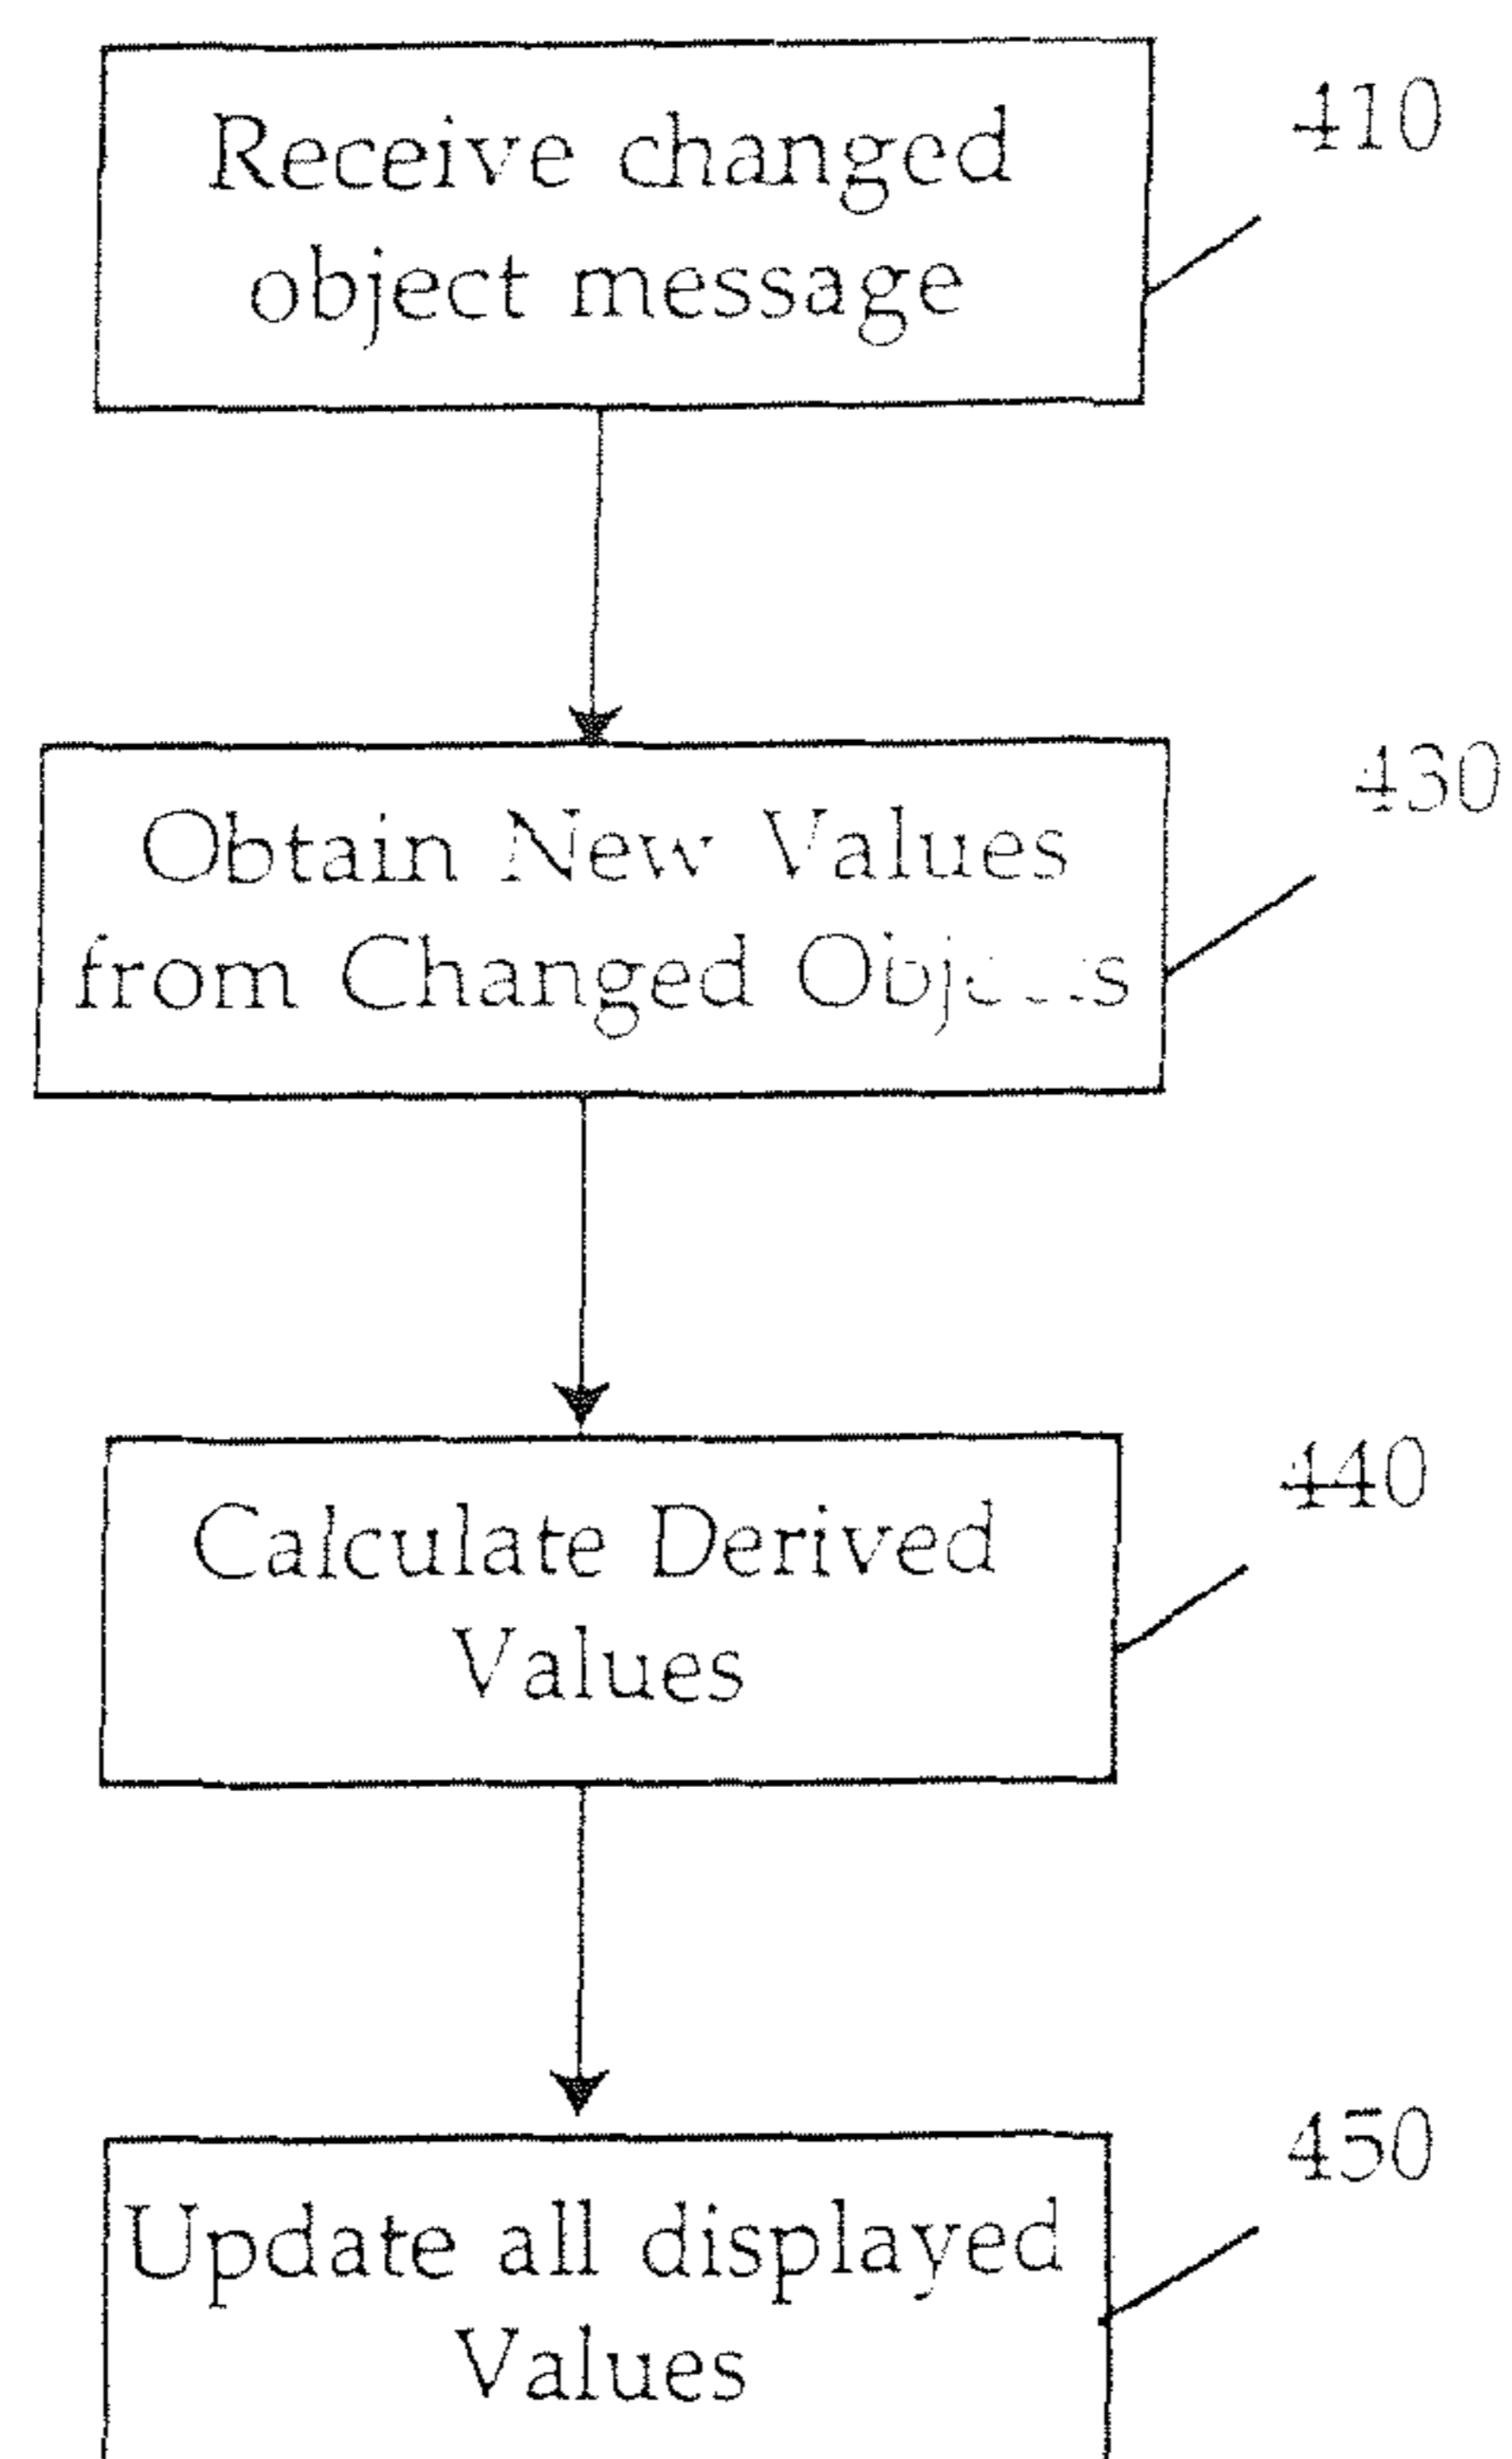 Receive changed
object message
410
Obtain New Values
from Changed Objects
430
Calculate Derived
Values
440
Update all displayed
Values
450